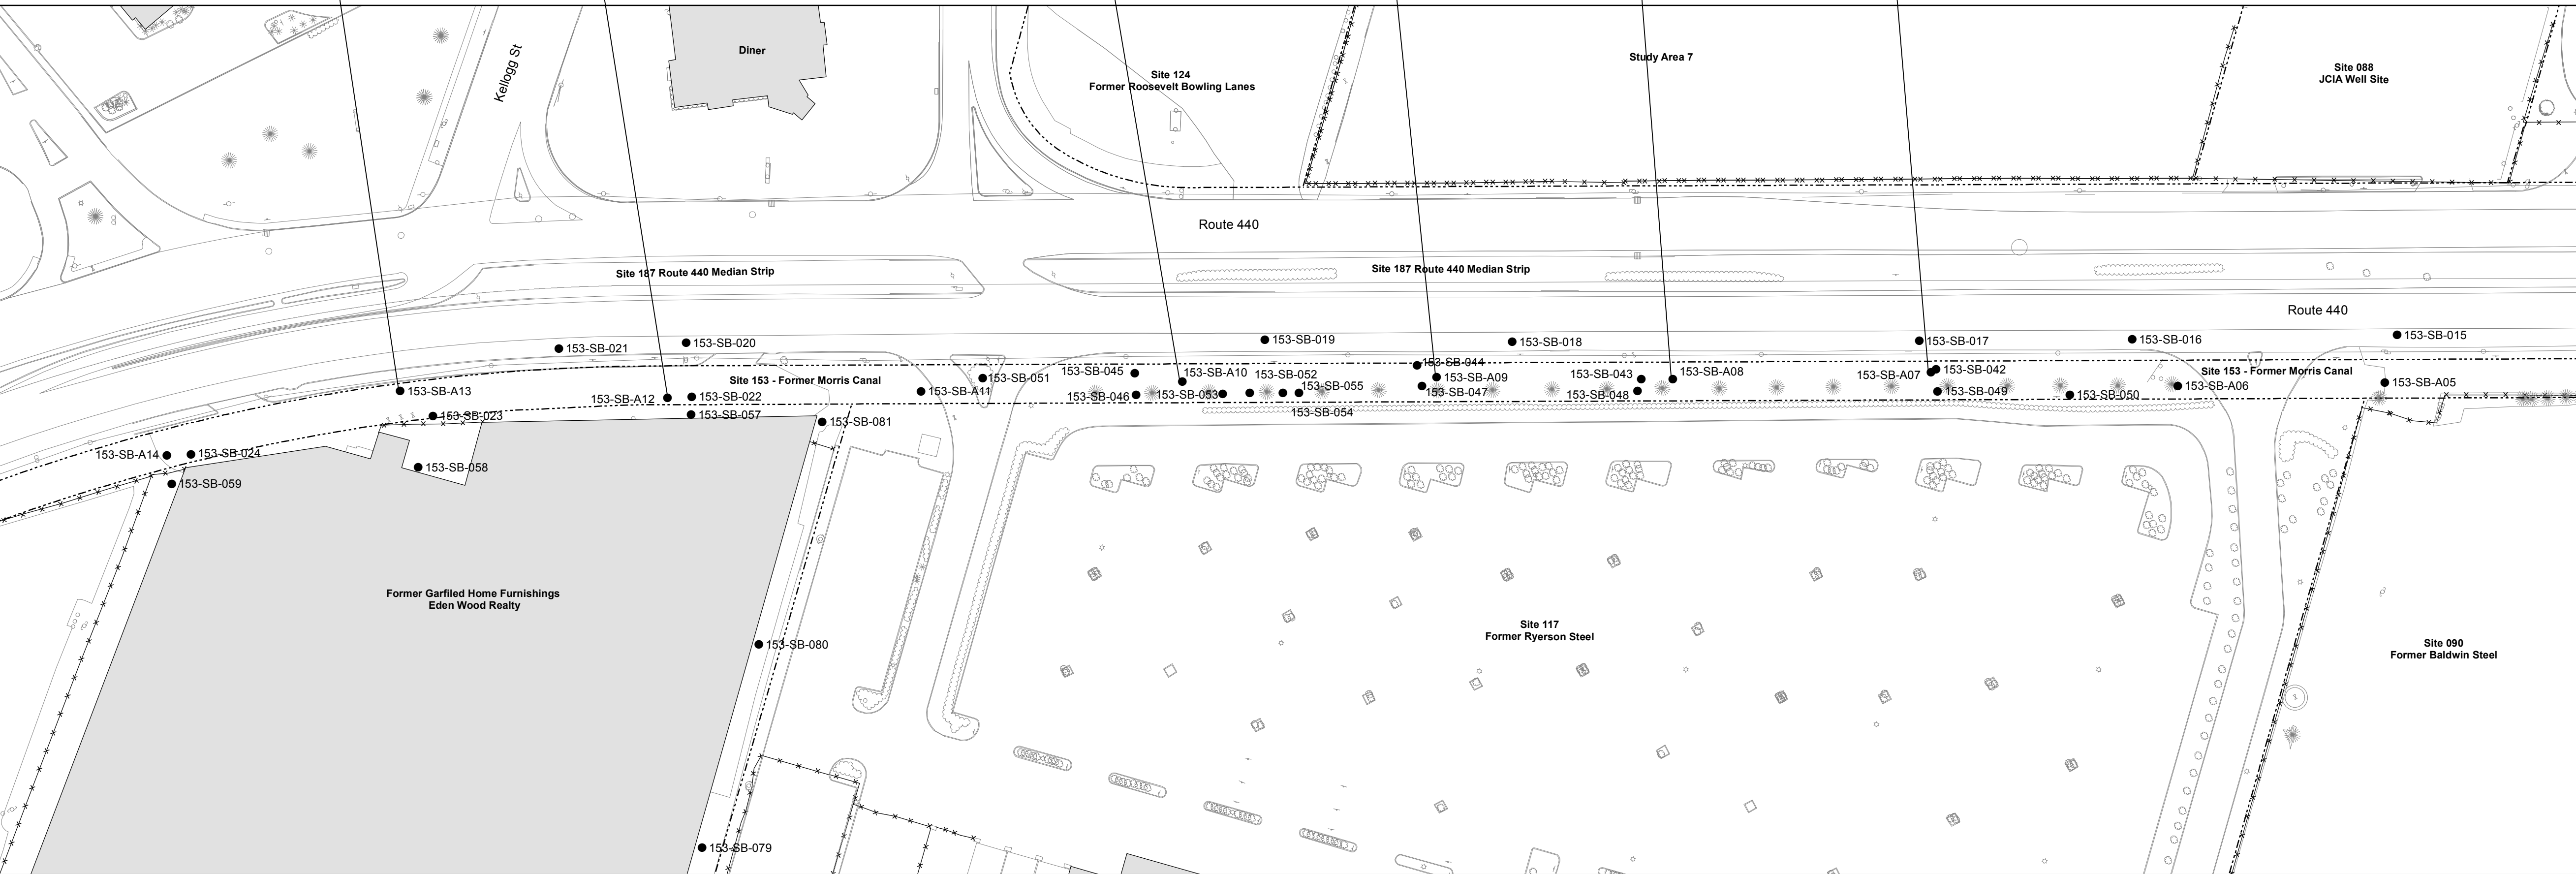 Kellogg St
Diner
Site 124
Former Roosevelt Bowling Lanes
Study Area 7
Site 088
JCIA Well Site
Route 440
Site 187 Route 440 Median Strip
Site 187 Route 440 Median Strip
Route 440
153-SB-021
153-SB-020
153-SB-019
153-SB-018
153-SB-017
153-SB-016
153-SB-015
153-SB-044
153-SB-045
153-SB-A10
153-SB-052
153-SB-A09
153-SB-043
153-SB-A08
153-SB-A07
153-SB-042
Site 153 - Former Morris Canal
Site 153 - Former Morris Canal
153-SB-051
153-SB-A13
153-SB-A12
153-SB-022
153-SB-A11
153-SB-046
153-SB-053
153-SB-055
153-SB-047
153-SB-048
153-SB-049
153-SB-050
153-SB-A06
153-SB-A05
153-SB-023
153-SB-057
153-SB-081
153-SB-054
153-SB-A14
153-SB-024
153-SB-058
153-SB-059
Former Garfiled Home Furnishings
Eden Wood Realty
Site 117
Former Ryerson Steel
Site 090
Former Baldwin Steel
153-SB-080
153-SB-079